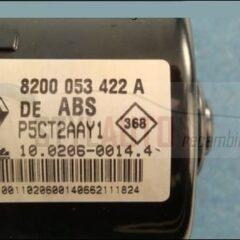 8200 053 422 A
DE ABS
P5CT2AAY1
368
10.0206-0014.4
0011020600140662111824